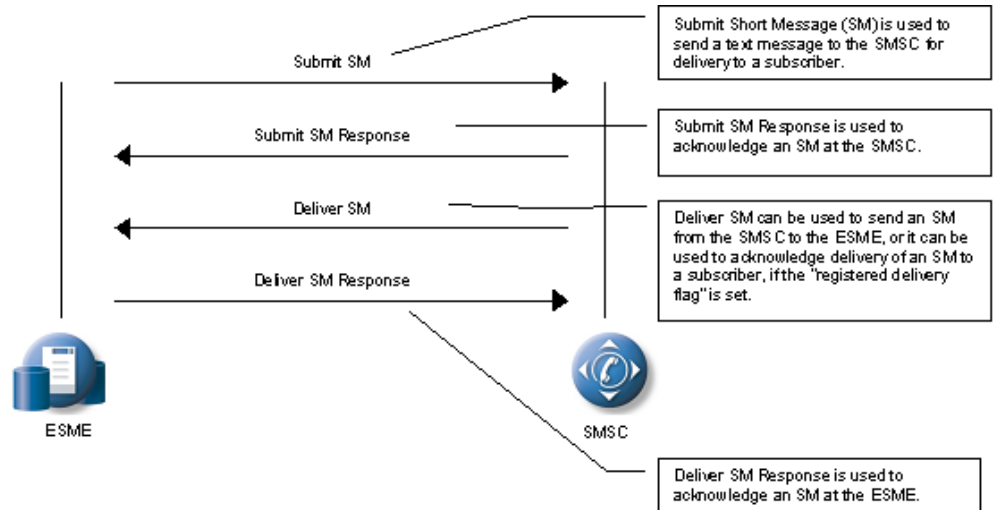 Submit Short Message (SM) is used to
send a text message to the SMSC for
delivery to a subscriber.
Submit SM
Submit SM Response is used to
acknowledge an SM at the SMSC.
Submit SM Response
Deliver SM
Deliver SM can be used to send an SM
from the SMSC to the ESME, or it can be
used to acknowledge delivery of an SM to
a subscriber, if the "registered delivery
flag" is set.
Deliver SM Response
ESME
SMSC
Deliver SM Response is used to
acknowledge an SM at the ESME.